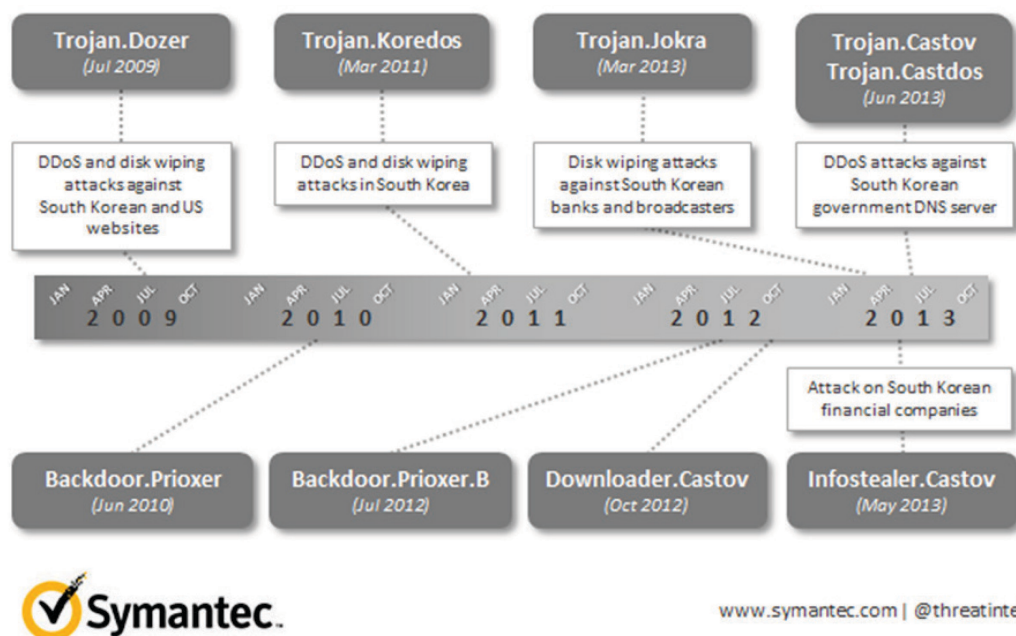 Trojan.Dozer
(Jul 2009)
Trojan.Koredos
(Mar 2011)
Trojan.Jokra
(Mar 2013)
Trojan.Castov
Trojan.Castdos
(Jun 2013)
DDoS and disk wiping
attacks against
South Korean and US
websites
DDoS and disk wiping
attacks in South Korea
Disk wiping attacks
against South Korean
banks and broadcasters
DDoS attacks against
South Korean
government DNS server
JAN APR JUL OCT JAN APR JUL OCT JAN APR JUL OCT JAN APR JUL OCT JAN APR JUL OCT
2009 2010 2011 2012 2013
Attack on South Korean
financial companies
Backdoor.Prioxer
(Jun 2010)
Backdoor.Prioxer.B
(Jul 2012)
Downloader.Castov
(Oct 2012)
Infostealer.Castov
(May 2013)
Symantec.
www.symantec.com | @threatinte